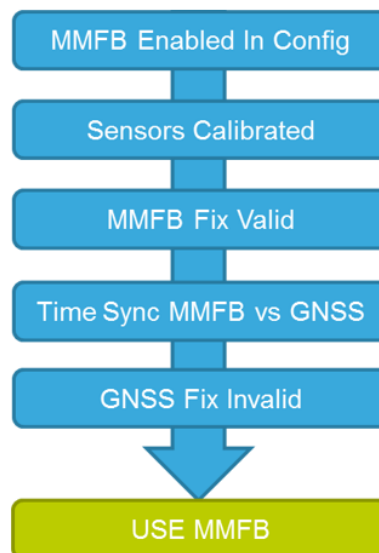 MMFB Enabled In Config
Sensors Calibrated
MMFB Fix Valid
Time Sync MMFB vs GNSS
GNSS Fix Invalid
USE MMFB